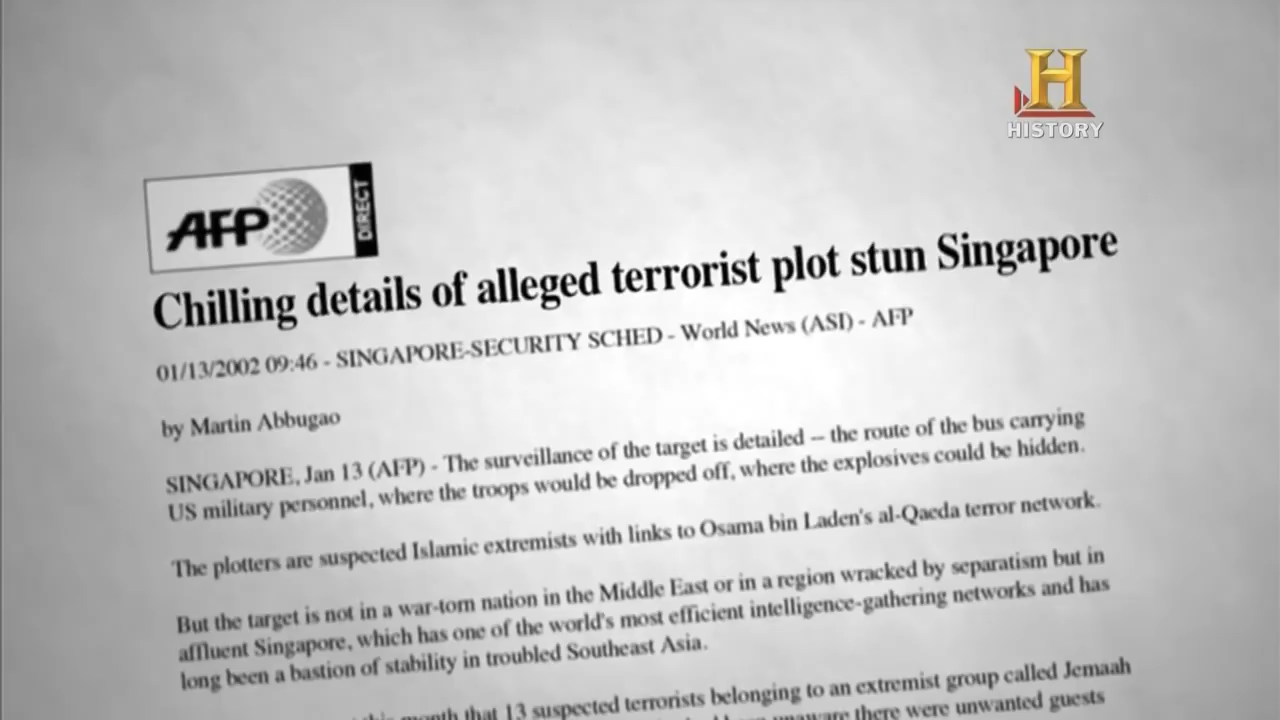 HISTORY
AFP DIRECT
Chilling details of alleged terrorist plot stun Singapore
01/13/2002 09:46 - SINGAPORE-SECURITY SCHED - World News (ASI) - AFP
by Martin Abbugao
SINGAPORE, Jan 13 (AFP) - The surveillance of the target is detailed -- the route of the bus carrying
US military personnel, where the troops would be dropped off, where the explosives could be hidden.
The plotters are suspected Islamic extremists with links to Osama bin Laden's al-Qaeda terror network.
But the target is not in a war-torn nation in the Middle East or in a region wracked by separatism but in
affluent Singapore, which has one of the world's most efficient intelligence-gathering networks and has
long been a bastion of stability in troubled Southeast Asia.
this month that 13 suspected terrorists belonging to an extremist group called Jemaah
unaware there were unwanted guests